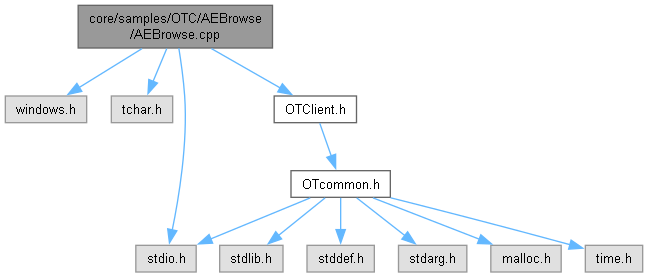 core/samples/OTC/AEBrowse
/AEBrowse.cpp
windows.h
tchar.h
OTClient.h
OTcommon.h
stdio.h
stdlib.h
stddef.h
stdarg.h
malloc.h
time.h